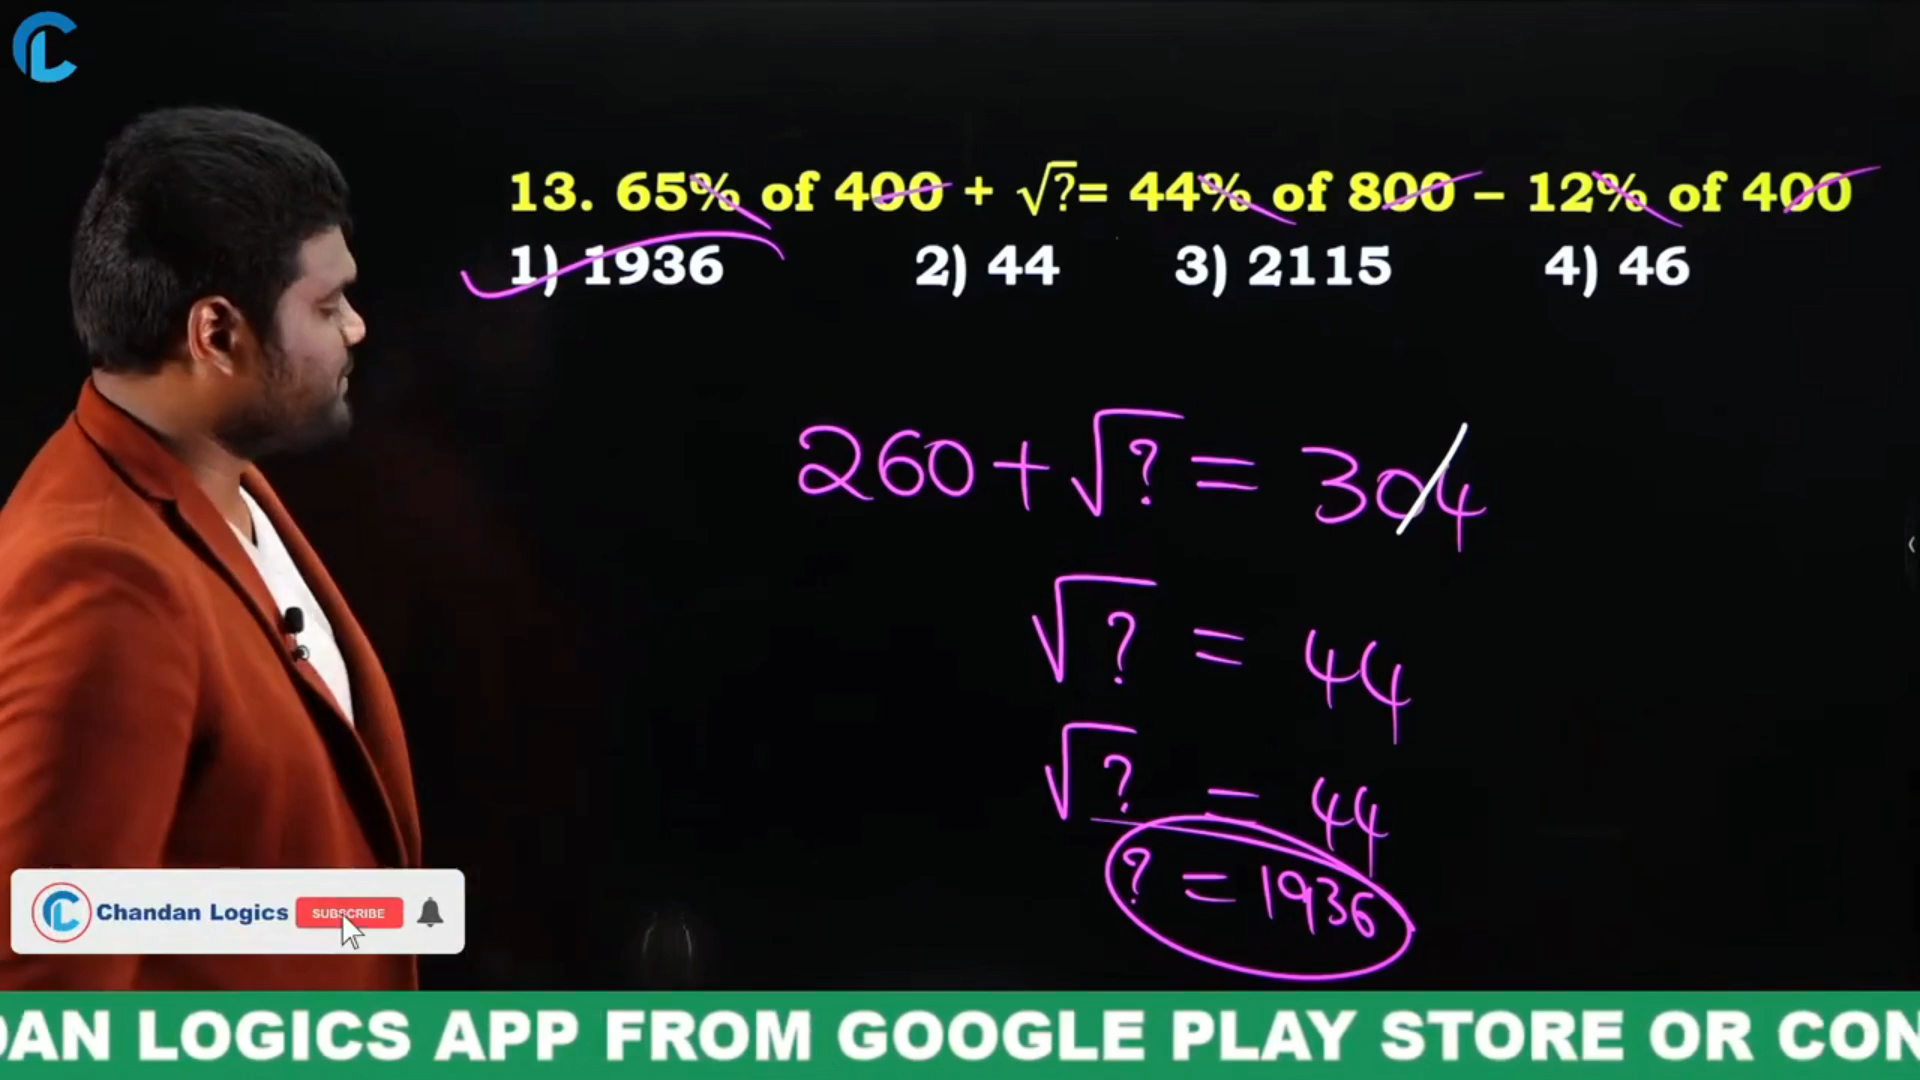 13. 65% of 400 + √?= 44% of 800 – 12% of 400
1) 1936 2) 44 3) 2115 4) 46
260+√? = 304
√? = 44
√? = 44
? = 1936
Chandan Logics SUBSCRIBE
DAN LOGICS APP FROM GOOGLE PLAY STORE OR CON